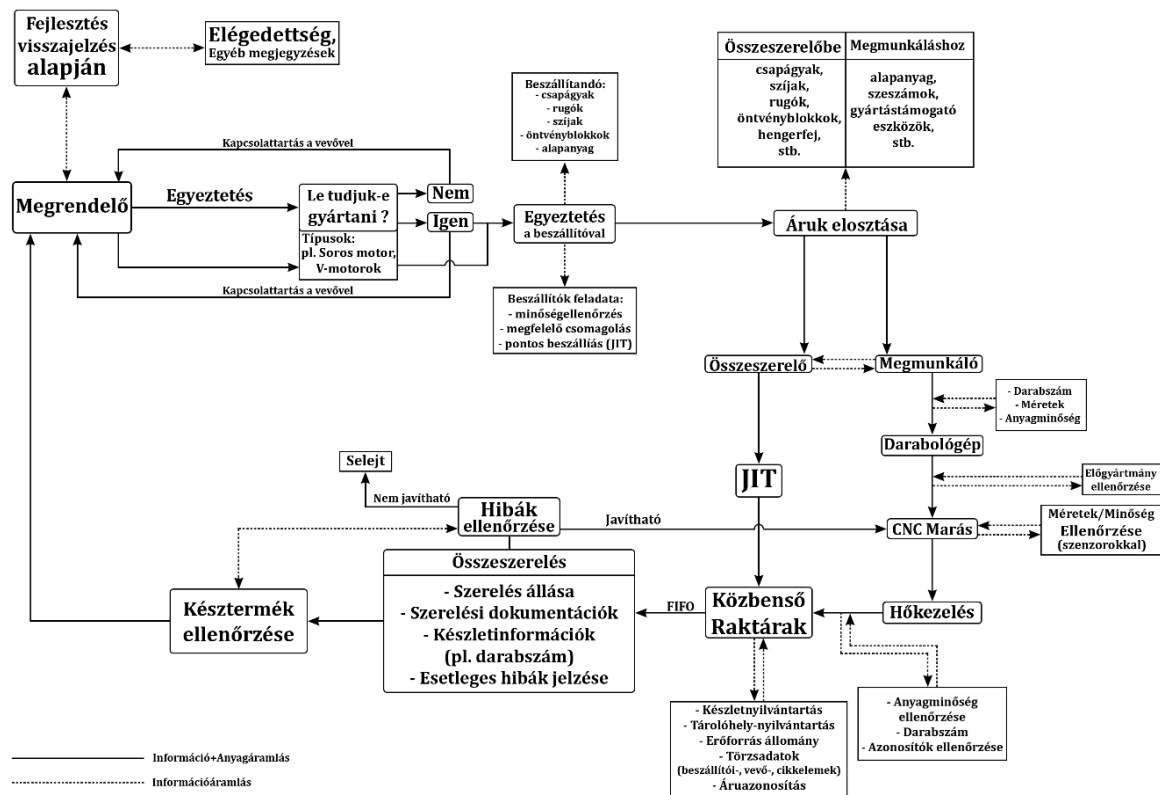 Fejlesztés
visszajelzés
alapján
Elégedettség,
Egyéb megjegyzések
Összeszerelőbe
csapágyak,
szíjak,
rugók,
öntvényblokkok,
hengerfej,
stb.
Megmunkáláshoz
alapanyag,
szeszámok,
gyártástámogató
eszközök,
stb.
Beszállítandó:
- csapágyak
- rugók
- szíjak
- öntvényblokkok
- alapanyag
Kapcsolattartás a vevővel
Megrendelő
Egyeztetés
Le tudjuk-e
gyártani ?
Típusok:
pl. Soros motor,
V-motorok
Nem
Igen
Egyeztetés
a beszállítóval
Áruk elosztása
Kapcsolattartás a vevővel
Beszállítók feladata:
- minőségellenőrzés
- megfelelő csomagolás
- pontos beszállíás (JIT)
Összeszerelő
Megmunkáló
- Darabszám
- Méretek
- Anyagminőség
Darabológép
Selejt
Nem javítható
JIT
Előgyártmány
ellenőrzése
Hibák
ellenőrzése
Javítható
CNC Marás
Méretek/Minőség
Ellenőrzése
(szenzorokkal)
Összeszerelés
- Szerelés állása
- Szerelési dokumentációk
- Készletinformációk
(pl. darabszám)
- Esetleges hibák jelzése
Késztermék
ellenőrzése
FIFO
Közbenső
Raktárak
Hőkezelés
- Készletnyilvántartás
- Tárolóhely-nyilvántartás
- Erőforrás állomány
- Törzsadatok
(beszállítói-, vevő-, cikkelemek)
- Áruazonosítás
- Anyagminőség
ellenőrzése
- Darabszám
- Azonosítók ellenőrzése
Információ+Anyagáramlás
Információáramlás